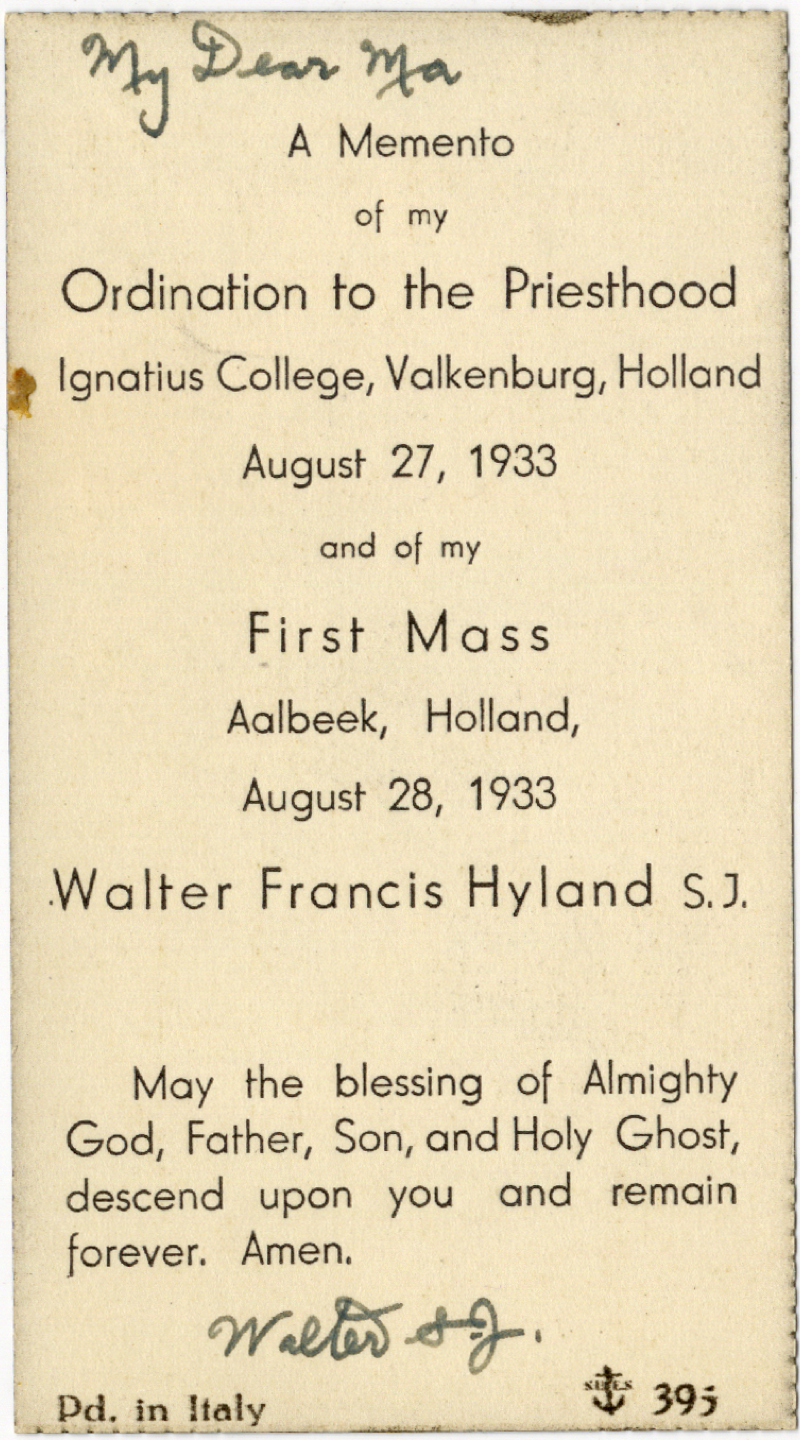 My Dear Ma
A Memento
of my
Ordination to the Priesthood
Ignatius College, Valkenburg, Holland
August 27, 1933
and of my
First Mass
Aalbeek, Holland,
August 28, 1933
Walter Francis Hyland S.J.
May the blessing of Almighty
God, Father, Son, and Holy Ghost,
descend upon you and remain
forever. Amen.
Walter S.J.
Pd. in Italy
395